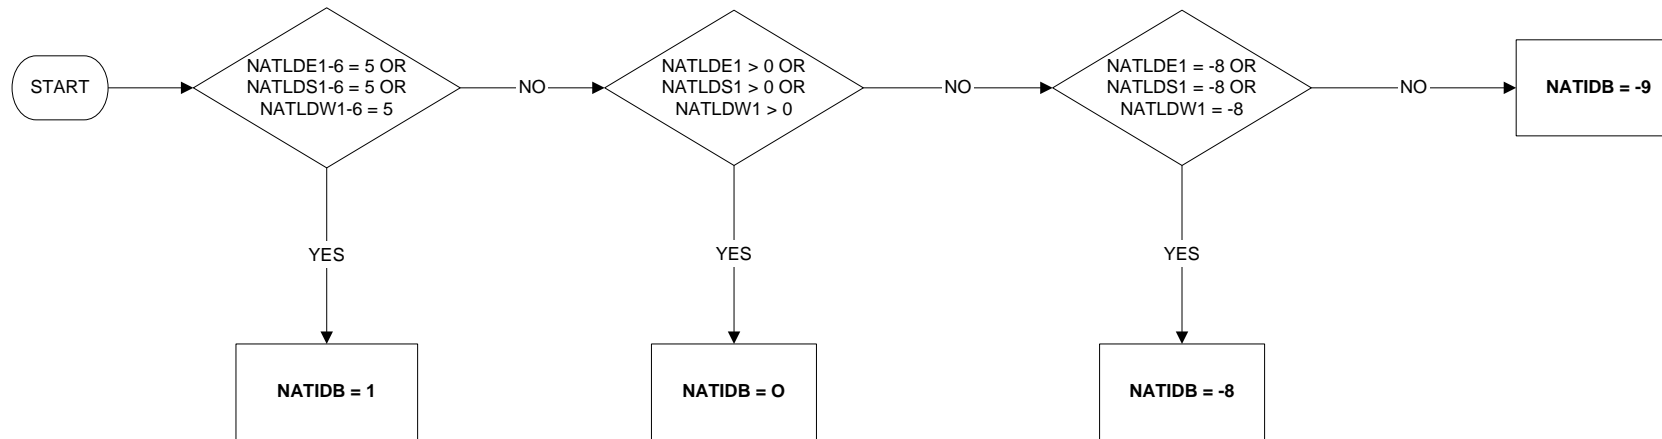 START
NATLDE1-6 = 5 OR
NATLDS1-6 = 5 OR
NATLDW1-6 = 5
NO
NATLDE1 > 0 OR
NATLDS1 > 0 OR
NATLDW1 > 0
NO
NATLDE1 = -8 OR
NATLDS1 = -8 OR
NATLDW1 = -8
NO
NATIDB = -9
YES
YES
YES
NATIDB = 1
NATIDB = O
NATIDB = -8